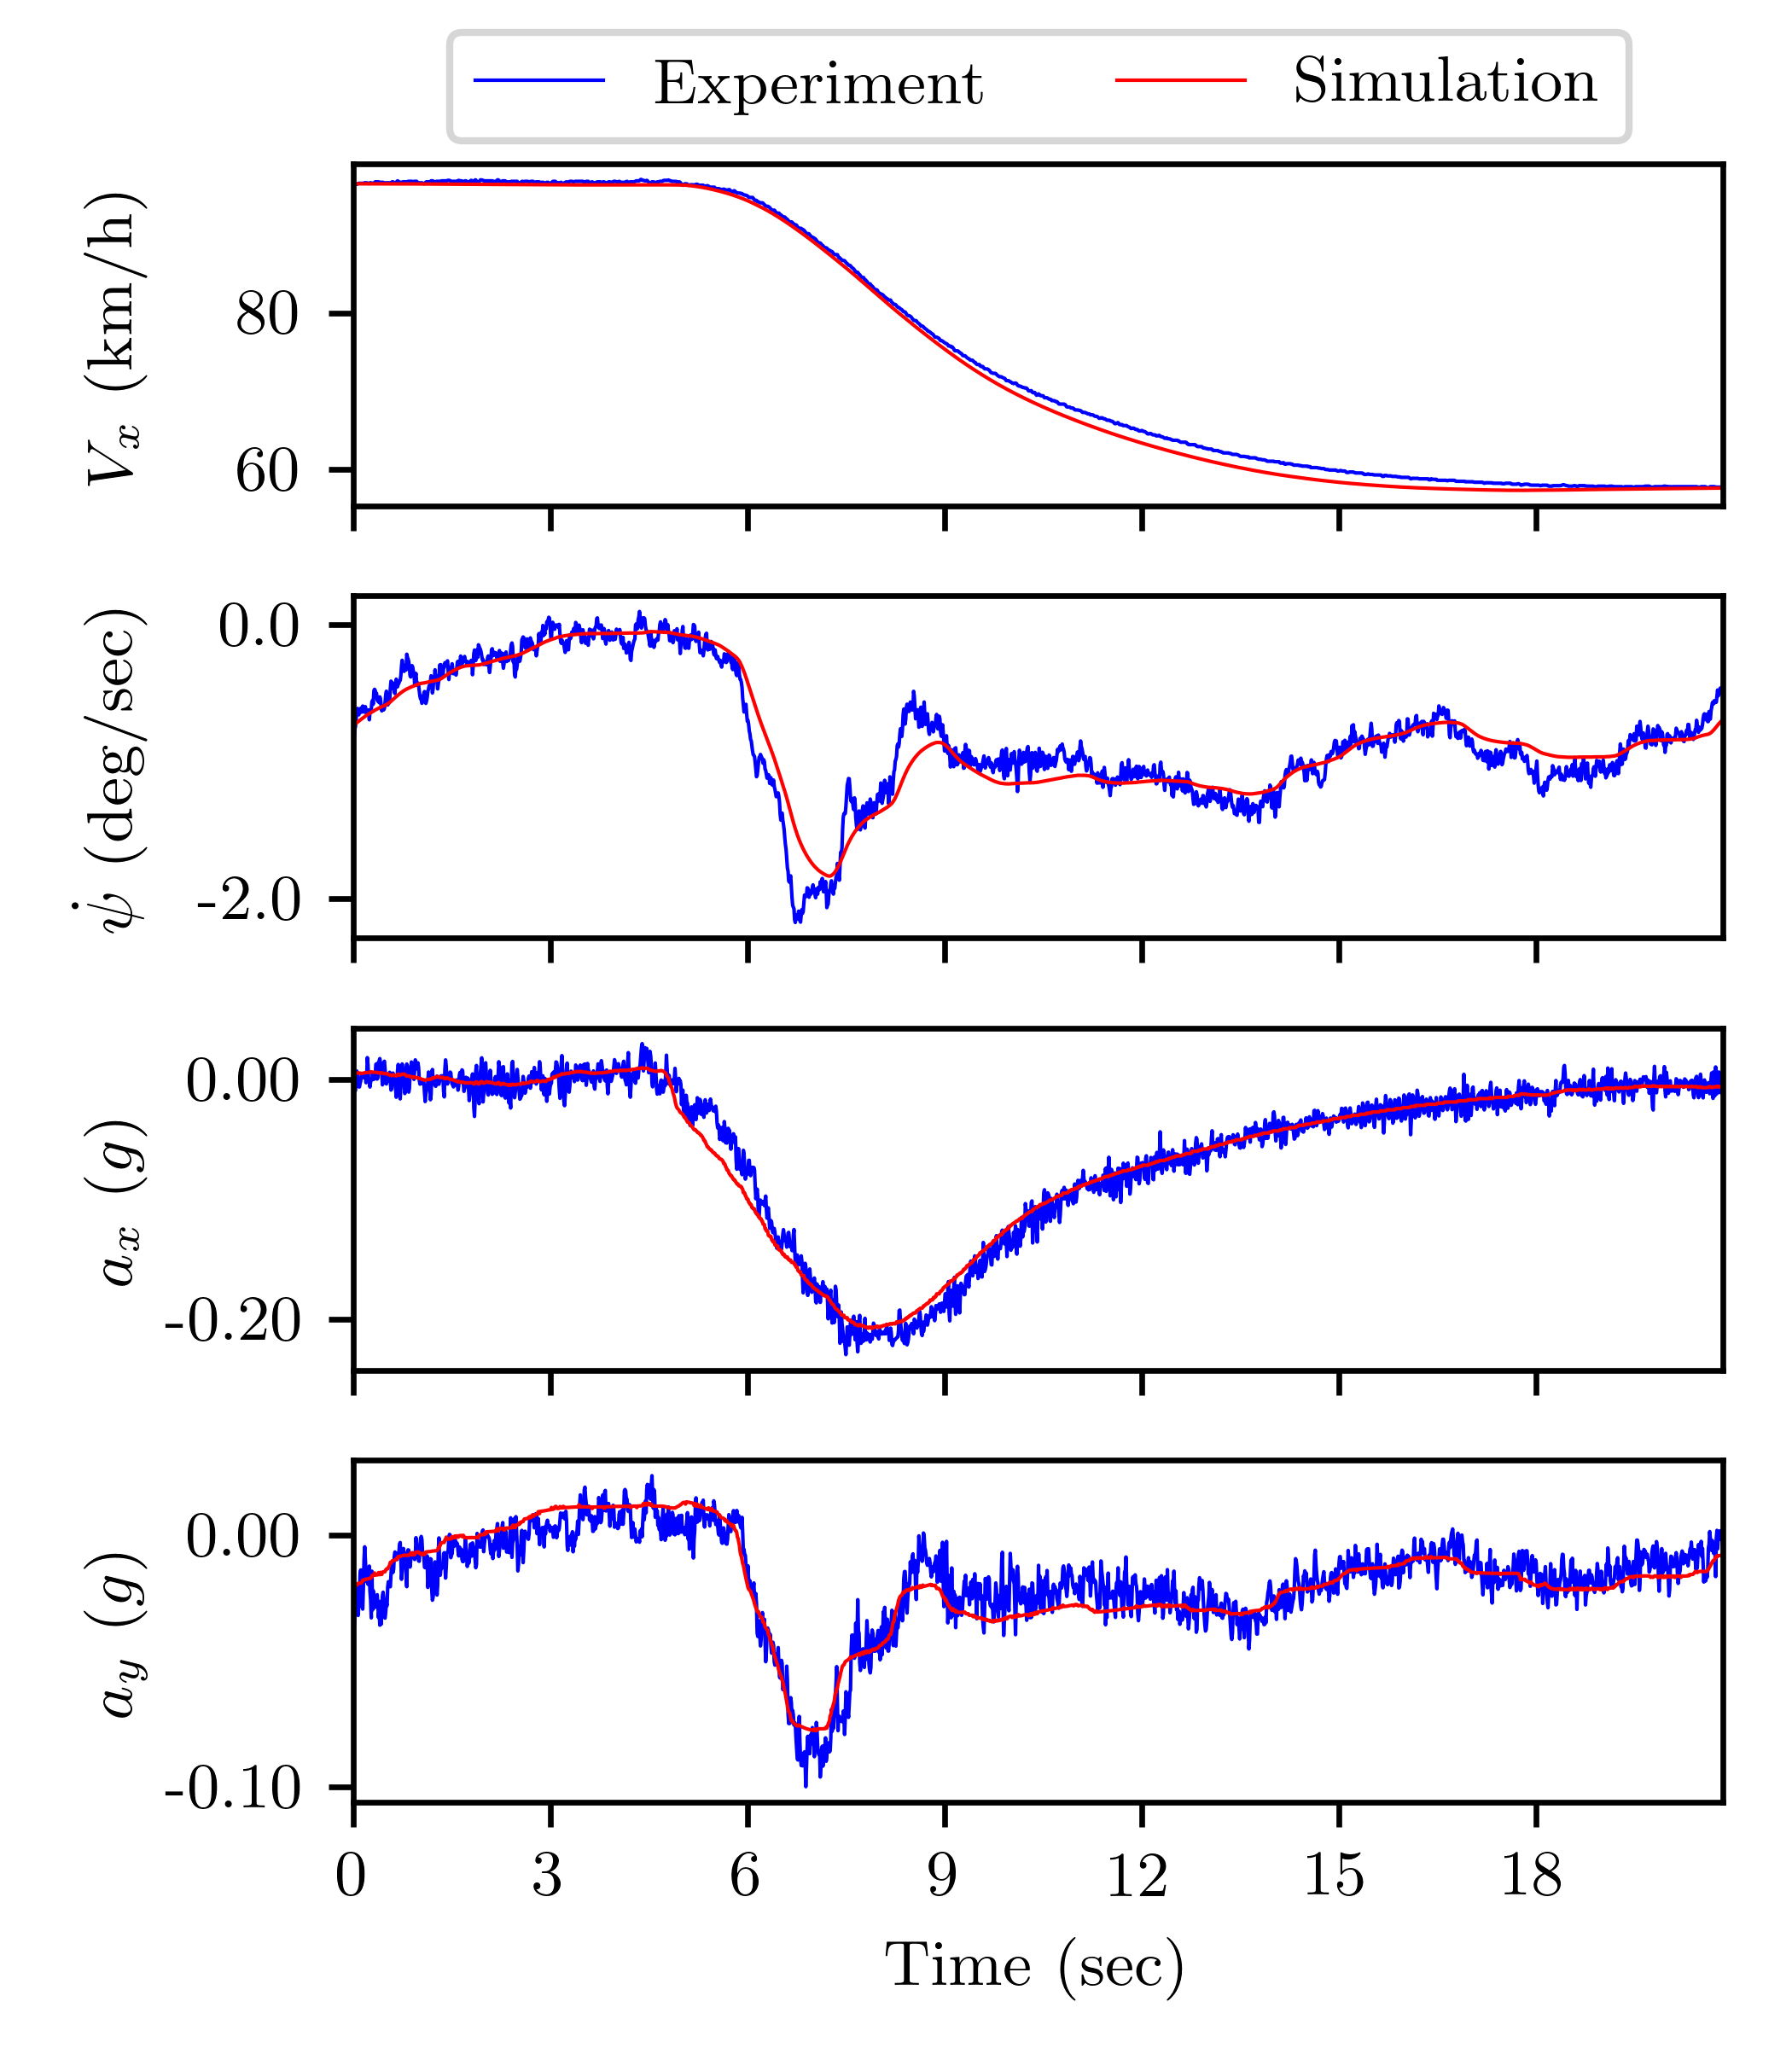 Experiment Simulation
V_x (km/h)
80
60
ψ̇ (deg/sec)
0.0
-2.0
a_x (g)
0.00
-0.20
a_y (g)
0.00
-0.10
0 3 6 9 12 15 18
Time (sec)